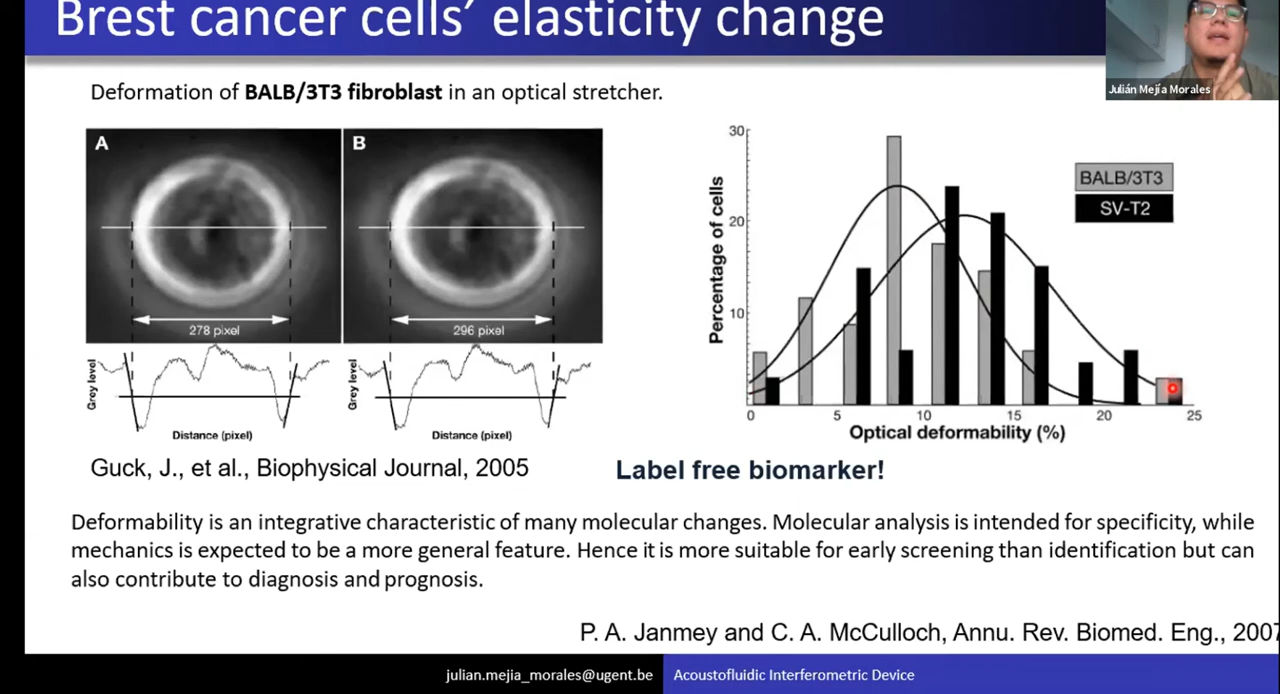 Brest cancer cells’ elasticity change
Julián Mejía Morales
Deformation of BALB/3T3 fibroblast in an optical stretcher.
A
B
278 pixel
296 pixel
Grey level
Grey level
Distance (pixel)
Distance (pixel)
30
20
10
Percentage of cells
BALB/3T3
SV-T2
0 5 10 15 20 25
Optical deformability (%)
Guck, J., et al., Biophysical Journal, 2005
Label free biomarker!
Deformability is an integrative characteristic of many molecular changes. Molecular analysis is intended for specificity, while
mechanics is expected to be a more general feature. Hence it is more suitable for early screening than identification but can
also contribute to diagnosis and prognosis.
P. A. Janmey and C. A. McCulloch, Annu. Rev. Biomed. Eng., 2007
julian.mejia_morales@ugent.be
Acoustofluidic Interferometric Device